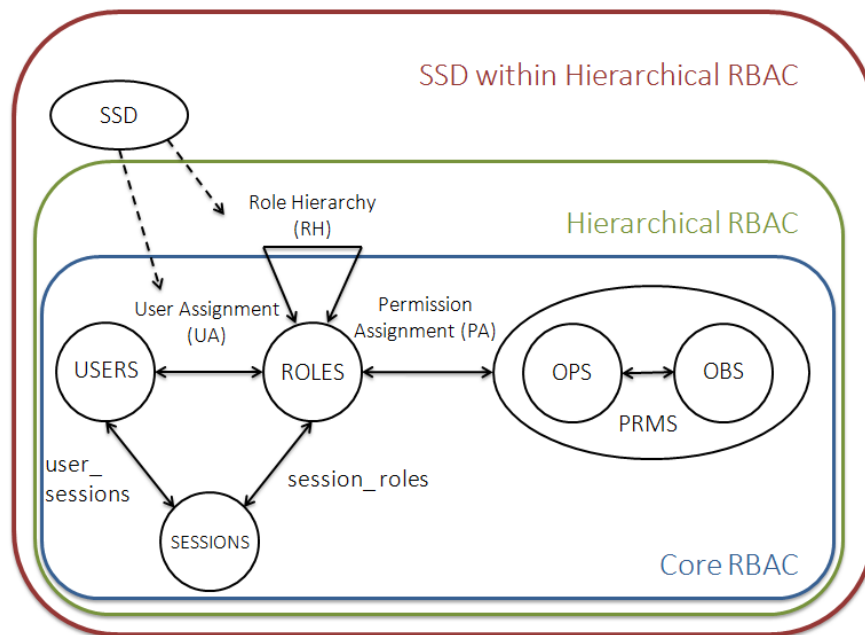 SSD within Hierarchical RBAC
SSD
Role Hierarchy
(RH)
Hierarchical RBAC
User Assignment
(UA)
Permission
Assignment (PA)
USERS
ROLES
OPS
OBS
PRMS
user_
sessions
session_roles
SESSIONS
Core RBAC